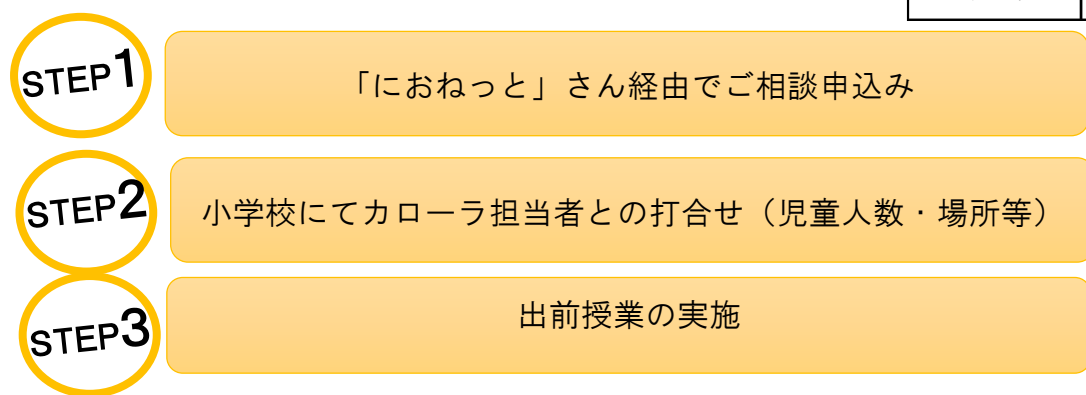 STEP1
「におねっと」さん経由でご相談申込み
STEP2
小学校にてカローラ担当者との打合せ（児童人数・場所等）
STEP3
出前授業の実施